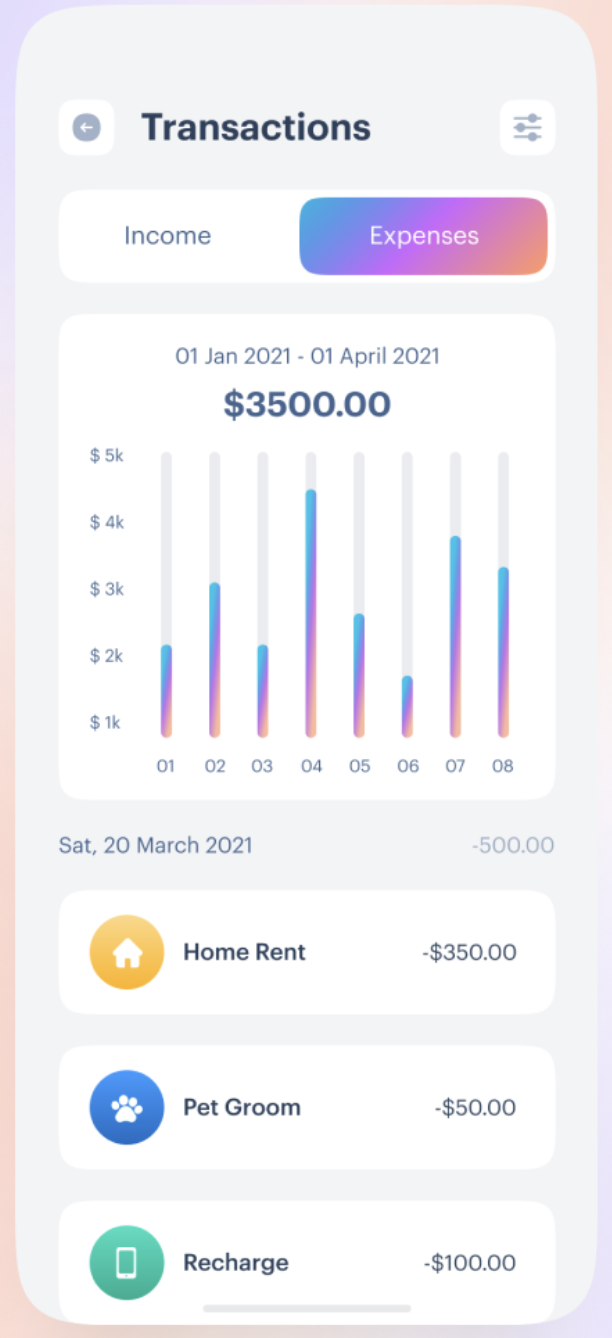 Transactions
Income Expenses
01 Jan 2021 - 01 April 2021
$3500.00
$ 5k
$ 4k
$ 3k
$ 2k
$ 1k
01 02 03 04 05 06 07 08
Sat, 20 March 2021 -500.00
Home Rent -$350.00
Pet Groom -$50.00
Recharge -$100.00